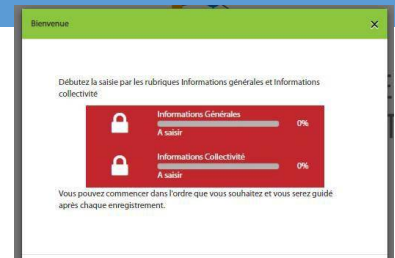 Bienvenue
×
Débutez la saisie par les rubriques Informations générales et Informations
collectivité
Informations Générales
0%
A saisir
Informations Collectivité
0%
A saisir
Vous pouvez commencer dans l'ordre que vous souhaitez et vous serez guidé
après chaque enregistrement.